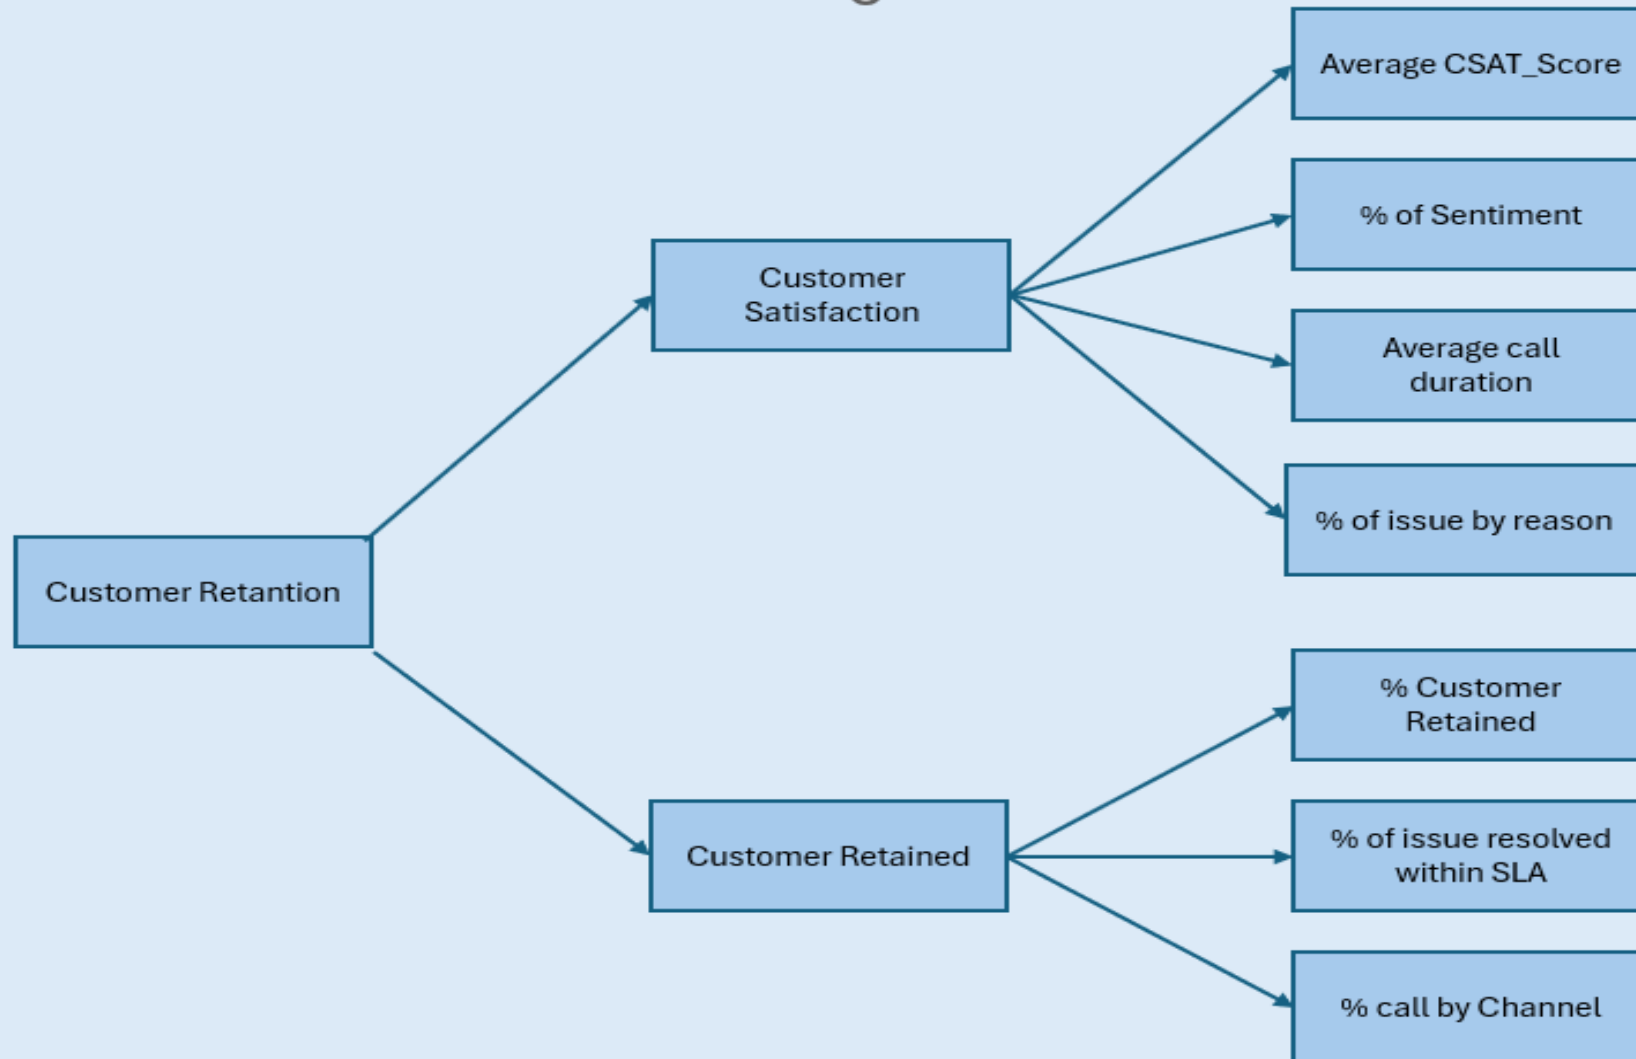 Average CSAT_Score
% of Sentiment
Customer
Satisfaction
Average call
duration
% of issue by reason
Customer Retantion
% Customer
Retained
Customer Retained
% of issue resolved
within SLA
% call by Channel